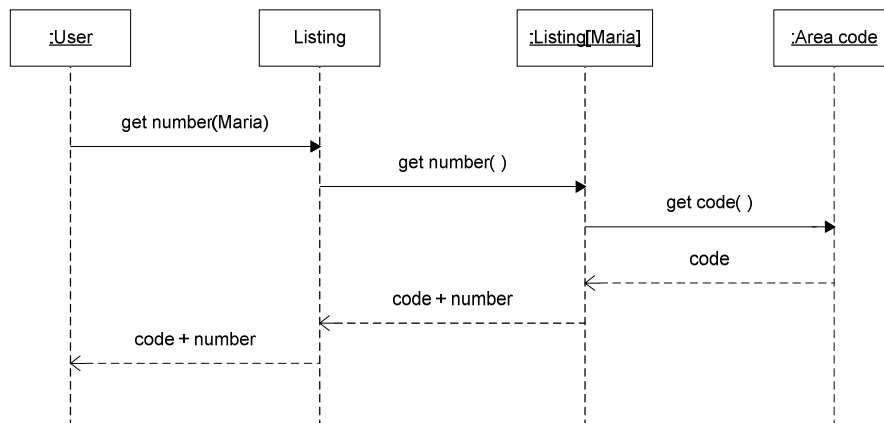 :User
Listing
:Listing[Maria]
:Area code
get number(Maria)
get number( )
get code( )
code
code + number
code + number